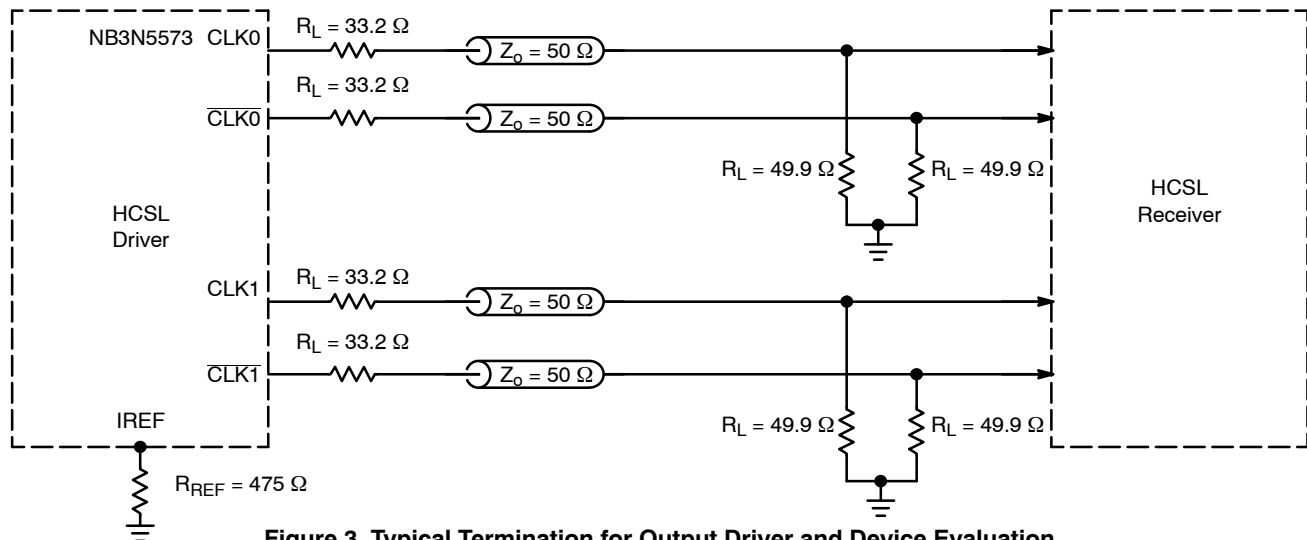 NB3N5573 CLK0
R_L = 33.2 Ω
Z_o = 50 Ω
R_L = 33.2 Ω
C̅L̅K̅0̅
Z_o = 50 Ω
R_L = 49.9 Ω
R_L = 49.9 Ω
HCSL
Driver
HCSL
Receiver
CLK1
R_L = 33.2 Ω
Z_o = 50 Ω
R_L = 33.2 Ω
C̅L̅K̅1̅
Z_o = 50 Ω
IREF
R_L = 49.9 Ω
R_L = 49.9 Ω
R_REF = 475 Ω
Figure 3. Typical Termination for Output Driver and Device Evaluation